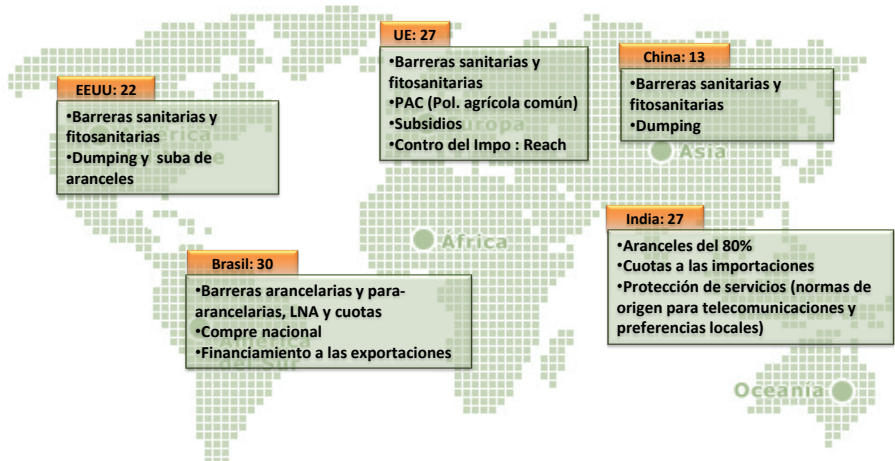 UE: 27
•Barreras sanitarias y
fitosanitarias
•PAC (Pol. agrícola común)
•Subsidios
•Contro del Impo : Reach
China: 13
•Barreras sanitarias y
fitosanitarias
•Dumping
EEUU: 22
•Barreras sanitarias y
fitosanitarias
•Dumping y suba de
aranceles
Europa
Asia
India: 27
•Aranceles del 80%
•Cuotas a las importaciones
•Protección de servicios (normas de
origen para telecomunicaciones y
preferencias locales)
África
Brasil: 30
•Barreras arancelarias y para-
arancelarias, LNA y cuotas
•Compre nacional
•Financiamiento a las exportaciones
América
del Sur
Oceanía